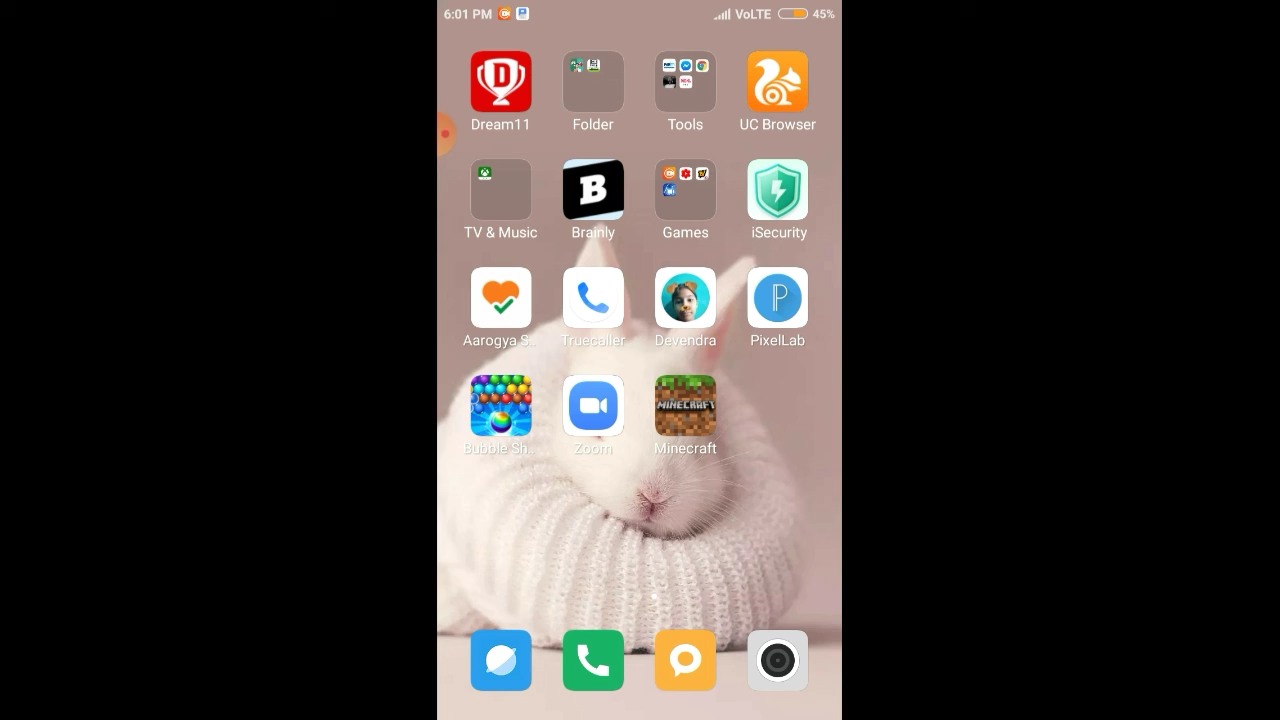 6:01 PM VoLTE 45%
Dream11 Folder Tools UC Browser
TV & Music Brainly Games iSecurity
Aarogya S.. Truecaller Devendra PixelLab
MINECRAFT
Bubble Sh.. Zoom Minecraft